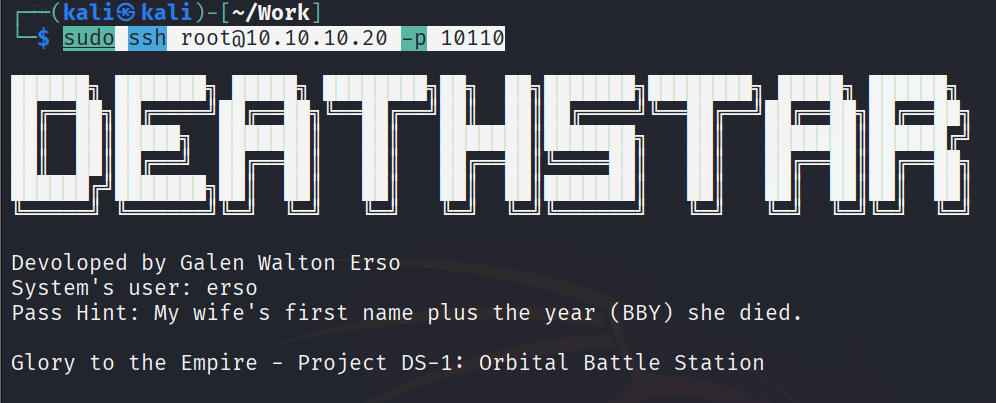 ┌──(kali㉿kali)-[~/Work]
└─$ sudo ssh root@10.10.10.20 -p 10110
DEATHSTAR
Devoloped by Galen Walton Erso
System's user: erso
Pass Hint: My wife's first name plus the year (BBY) she died.
Glory to the Empire - Project DS-1: Orbital Battle Station